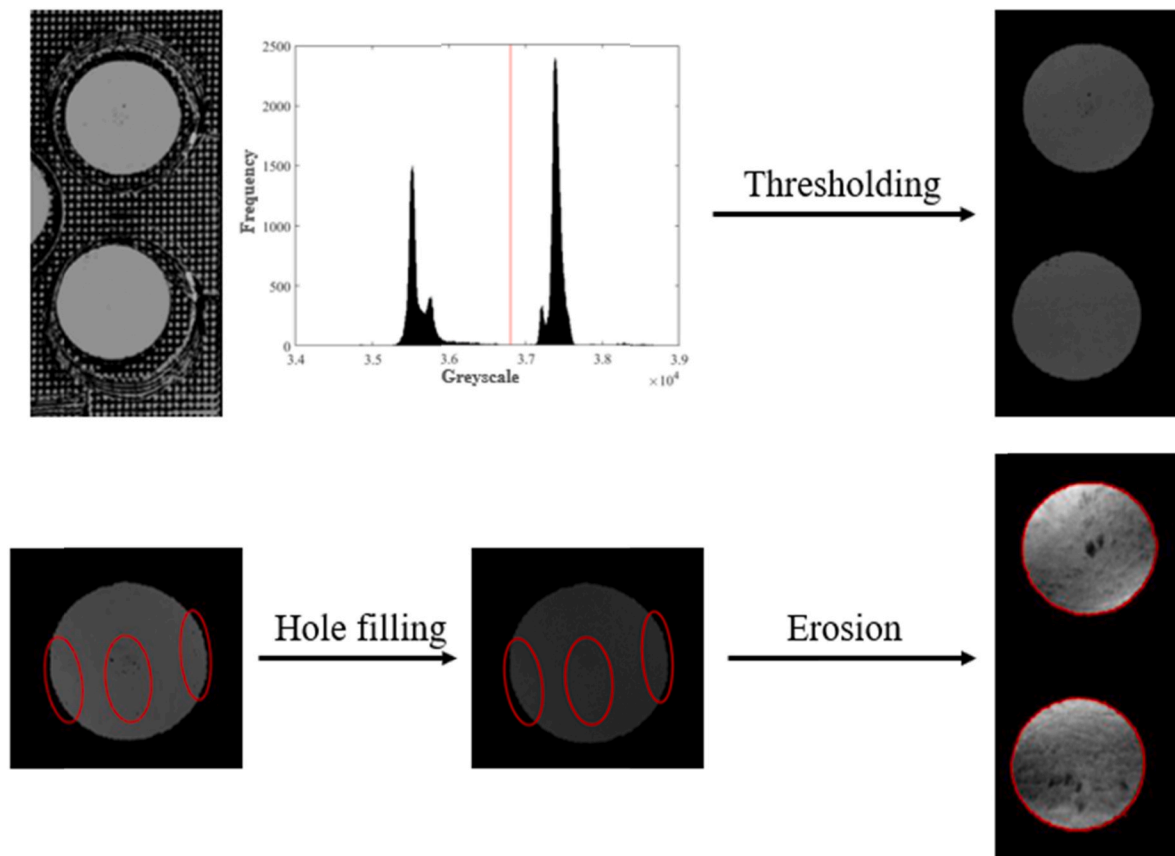 2500
2000
1500
1000
500
0
Frequency
3.4
3.5
3.6
3.7
3.8
3.9
Greyscale
×10⁴
Thresholding
Hole filling
Erosion